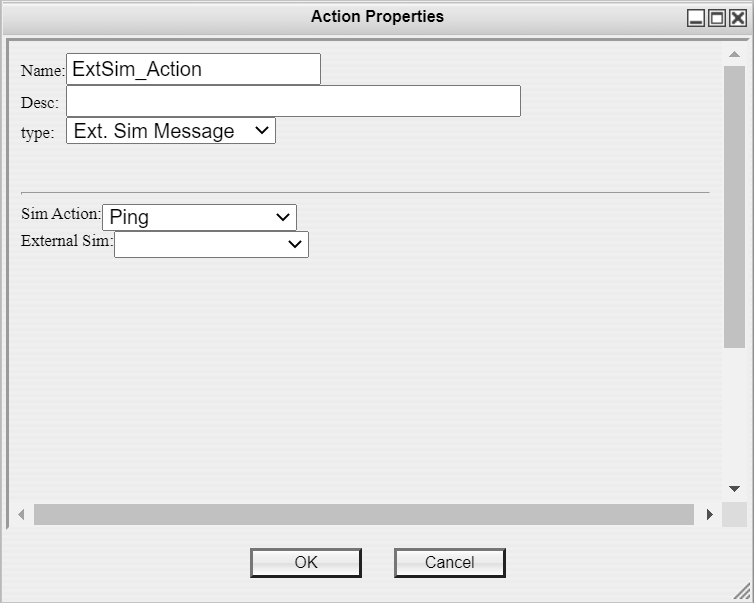 Action Properties
Name: ExtSim_Action
Desc:
type: Ext. Sim Message
Sim Action: Ping
External Sim:
OK Cancel